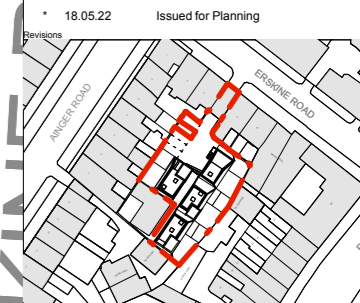 * 18.05.22 Issued for Planning
Revisions
ERSKINE ROAD
AINGER ROAD